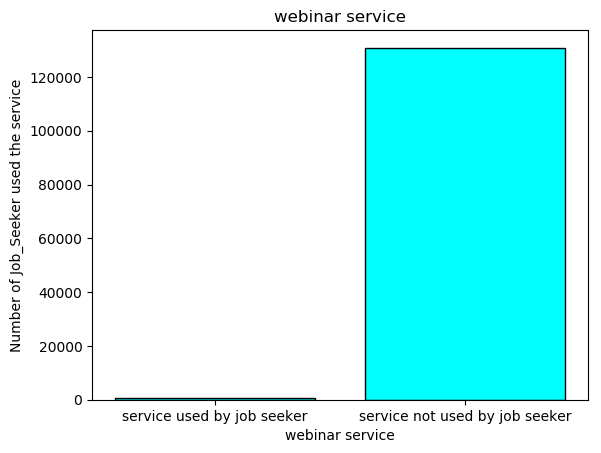 webinar service
Number of Job_Seeker used the service
120000
100000
80000
60000
40000
20000
0
service used by job seeker
service not used by job seeker
webinar service